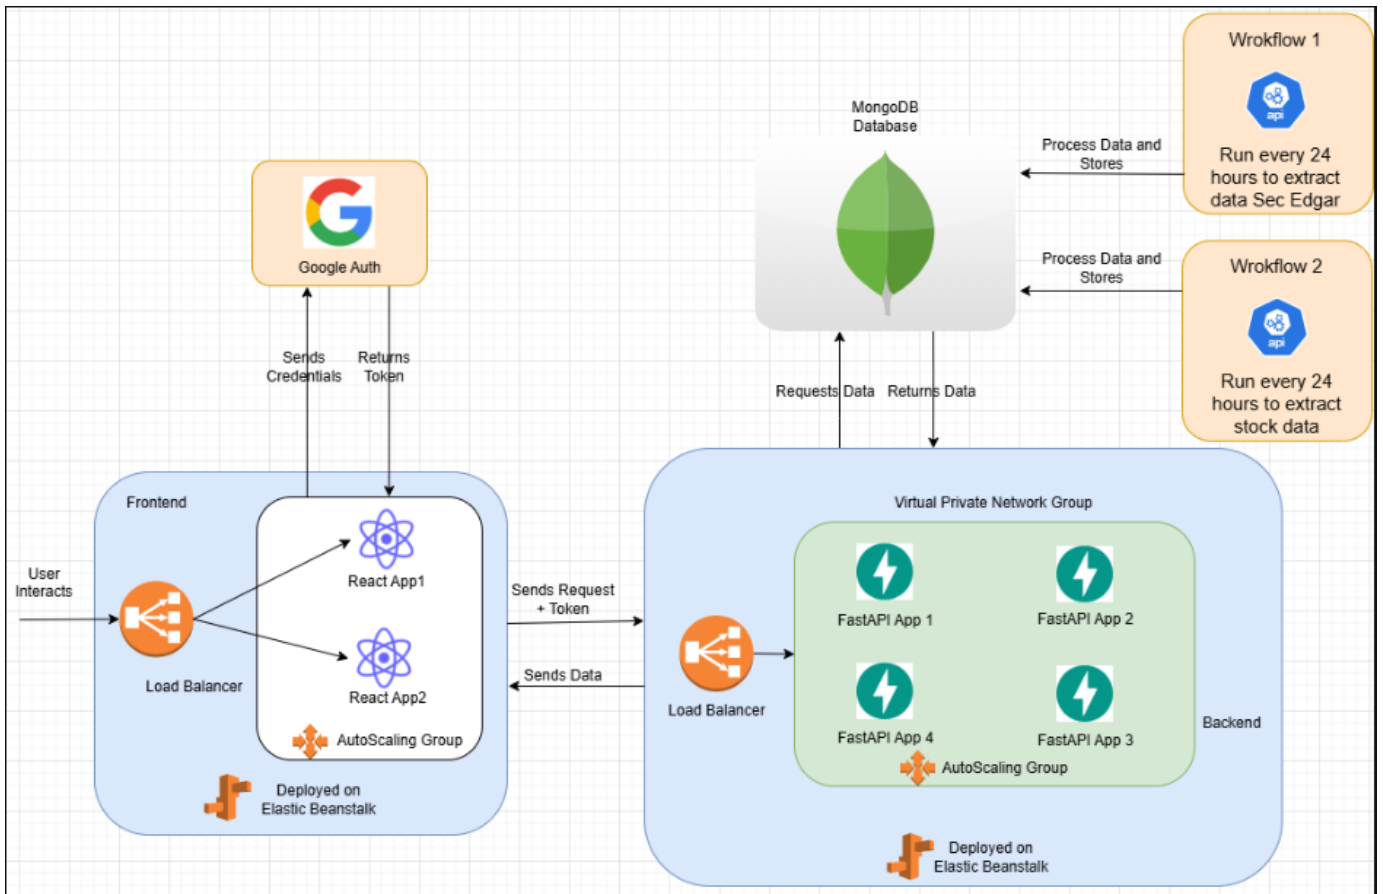 Wrokflow 1
api
Run every 24
hours to extract
data Sec Edgar
MongoDB
Database
Process Data and
Stores
Google Auth
Process Data and
Stores
Wrokflow 2
api
Run every 24
hours to extract
stock data
Sends
Credentials
Returns
Token
Requests Data
Returns Data
Frontend
React App1
React App2
AutoScaling Group
User
Interacts
Load Balancer
Deployed on
Elastic Beanstalk
Sends Request
+ Token
Sends Data
Virtual Private Network Group
FastAPI App 1
FastAPI App 2
FastAPI App 4
FastAPI App 3
AutoScaling Group
Load Balancer
Backend
Deployed on
Elastic Beanstalk